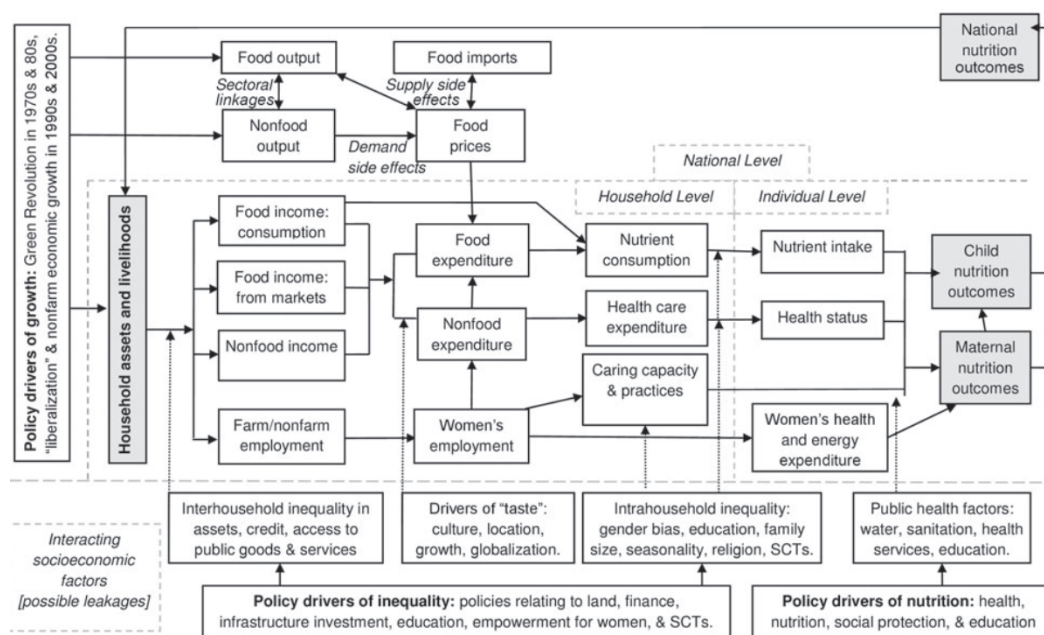 Policy drivers of growth: Green Revolution in 1970s & 80s,
"liberalization" & nonfarm economic growth in 1990s & 2000s.
Food output
Food imports
National
nutrition
outcomes
Sectoral
linkages
Supply side
effects
Nonfood
output
Demand
side effects
Food
prices
National Level
Household Level
Individual Level
Household assets and livelihoods
Food income:
consumption
Food
expenditure
Nutrient
consumption
Nutrient intake
Child
nutrition
outcomes
Food income:
from markets
Nonfood
expenditure
Health care
expenditure
Health status
Nonfood income
Caring capacity
& practices
Maternal
nutrition
outcomes
Farm/nonfarm
employment
Women's
employment
Women's health
and energy
expenditure
Interacting
socioeconomic
factors
[possible leakages]
Interhousehold inequality in
assets, credit, access to
public goods & services
Drivers of "taste":
culture, location,
growth, globalization.
Intrahousehold inequality:
gender bias, education, family
size, seasonality, religion, SCTs.
Public health factors:
water, sanitation, health
services, education.
Policy drivers of inequality: policies relating to land, finance,
infrastructure investment, education, empowerment for women, & SCTs.
Policy drivers of nutrition: health,
nutrition, social protection, & education